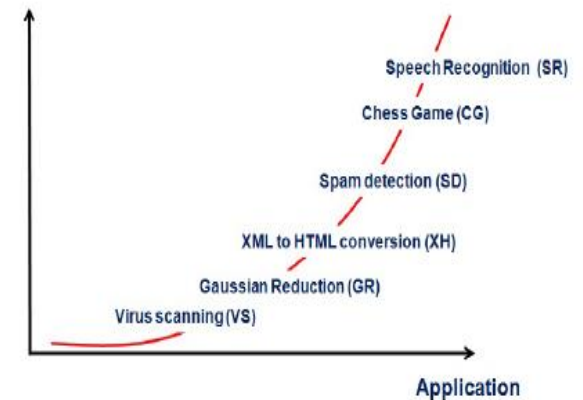 Speech Recognition (SR)
Chess Game (CG)
Spam detection (SD)
XML to HTML conversion (XH)
Gaussian Reduction (GR)
Virus scanning (VS)
Application